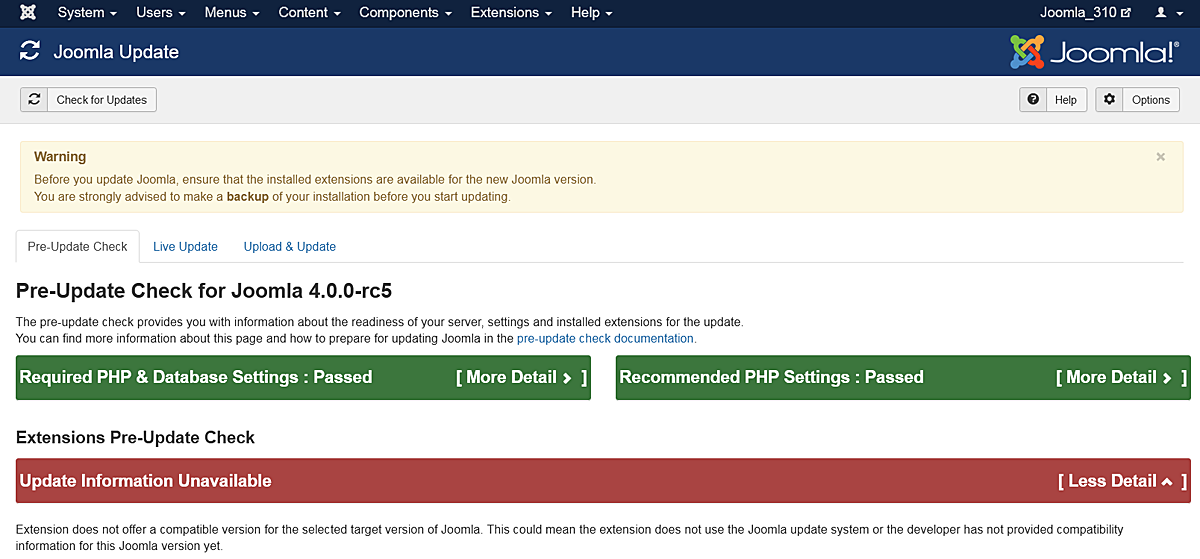 System Users Menus Content Components Extensions Help Joomla_310
Joomla Update Joomla!®
Check for Updates Help Options
Warning ×
Before you update Joomla, ensure that the installed extensions are available for the new Joomla version.
You are strongly advised to make a backup of your installation before you start updating.
Pre-Update Check Live Update Upload & Update
Pre-Update Check for Joomla 4.0.0-rc5
The pre-update check provides you with information about the readiness of your server, settings and installed extensions for the update.
You can find more information about this page and how to prepare for updating Joomla in the pre-update check documentation.
Required PHP & Database Settings : Passed [ More Detail > ] Recommended PHP Settings : Passed [ More Detail > ]
Extensions Pre-Update Check
Update Information Unavailable [ Less Detail ^ ]
Extension does not offer a compatible version for the selected target version of Joomla. This could mean the extension does not use the Joomla update system or the developer has not provided compatibility
information for this Joomla version yet.